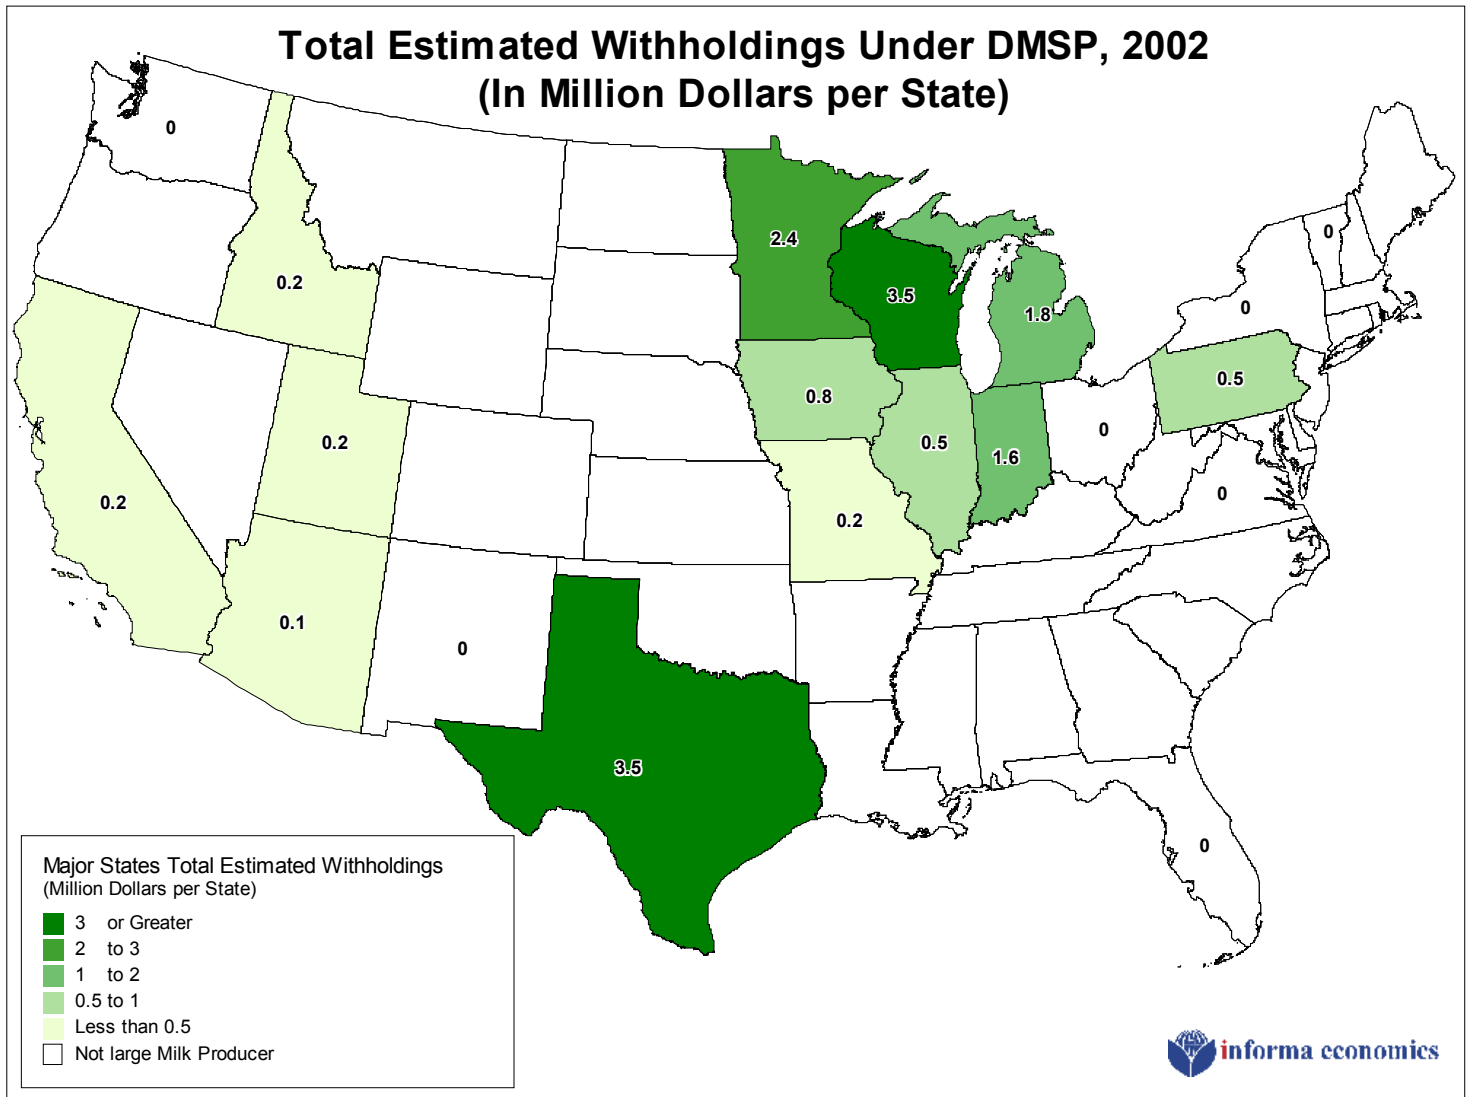 Total Estimated Withholdings Under DMSP, 2002
(In Million Dollars per State)
0
0.2
2.4
3.5
1.8
0
0
0.5
0.8
0.5
1.6
0
0
0.2
0.2
0.2
0.1
0
3.5
0
Major States Total Estimated Withholdings
(Million Dollars per State)
3 or Greater
2 to 3
1 to 2
0.5 to 1
Less than 0.5
Not large Milk Producer
informa economics